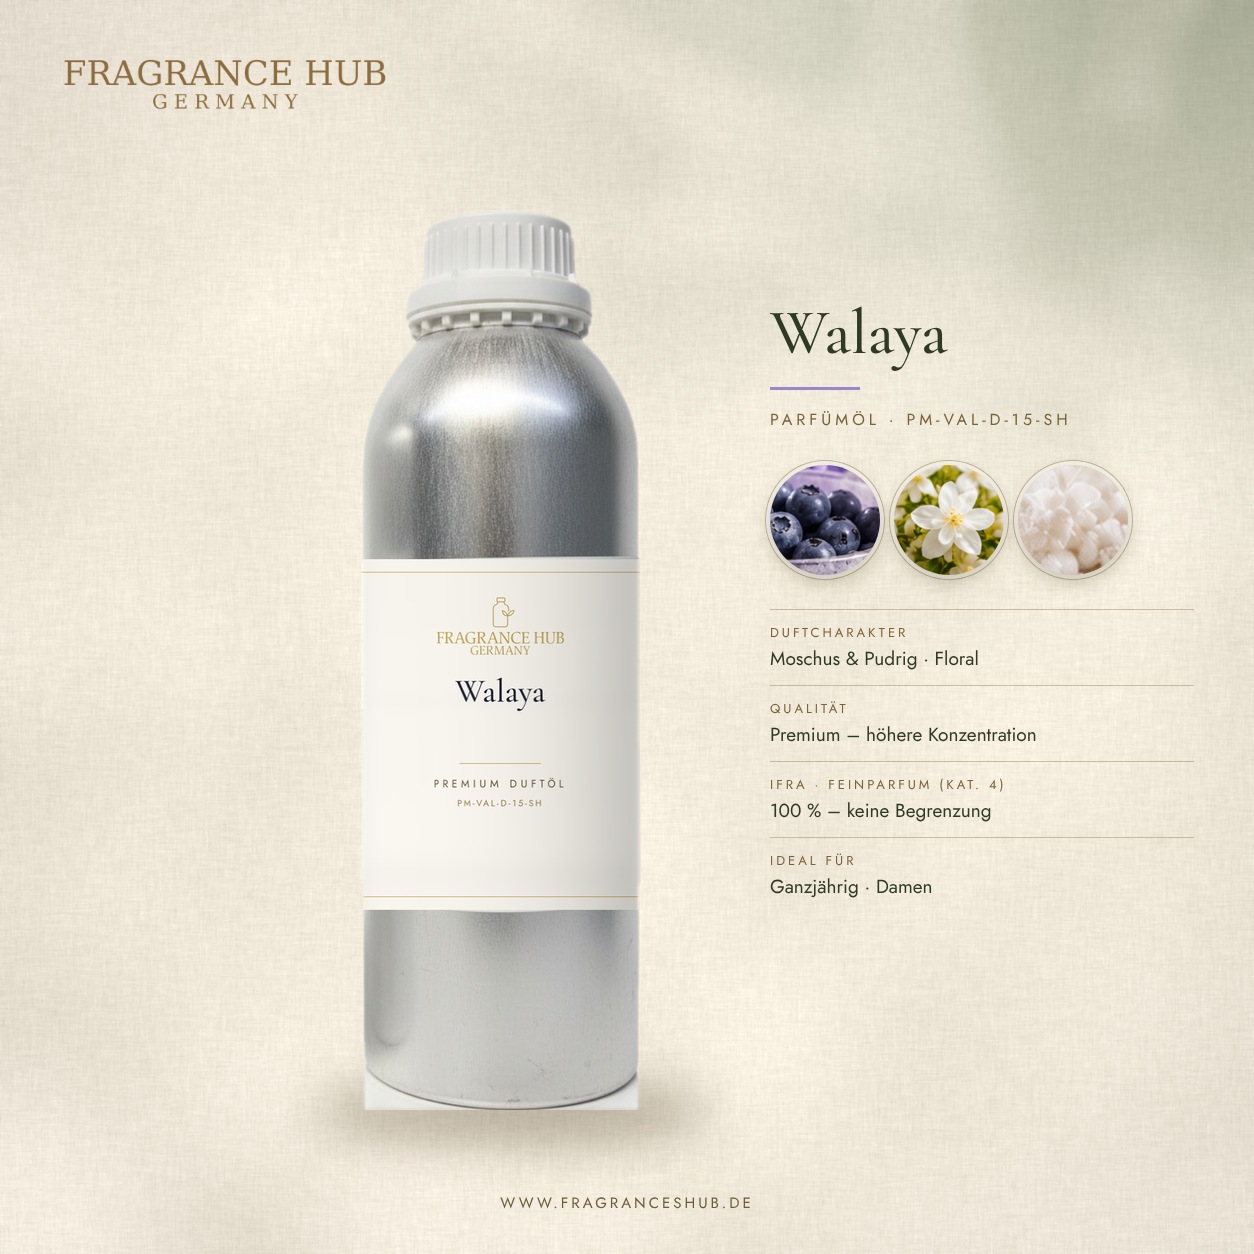 FRAGRANCE HUB
GERMANY
Walaya
PARFÜMÖL · PM-VAL-D-15-SH
DUFTCHARAKTER
Moschus & Pudrig · Floral
QUALITÄT
Premium – höhere Konzentration
IFRA · FEINPARFUM (KAT. 4)
100 % – keine Begrenzung
IDEAL FÜR
Ganzjährig · Damen
FRAGRANCE HUB
GERMANY
Walaya
PREMIUM DUFTÖL
PM-VAL-D-15-SH
WWW.FRAGRANCESHUB.DE